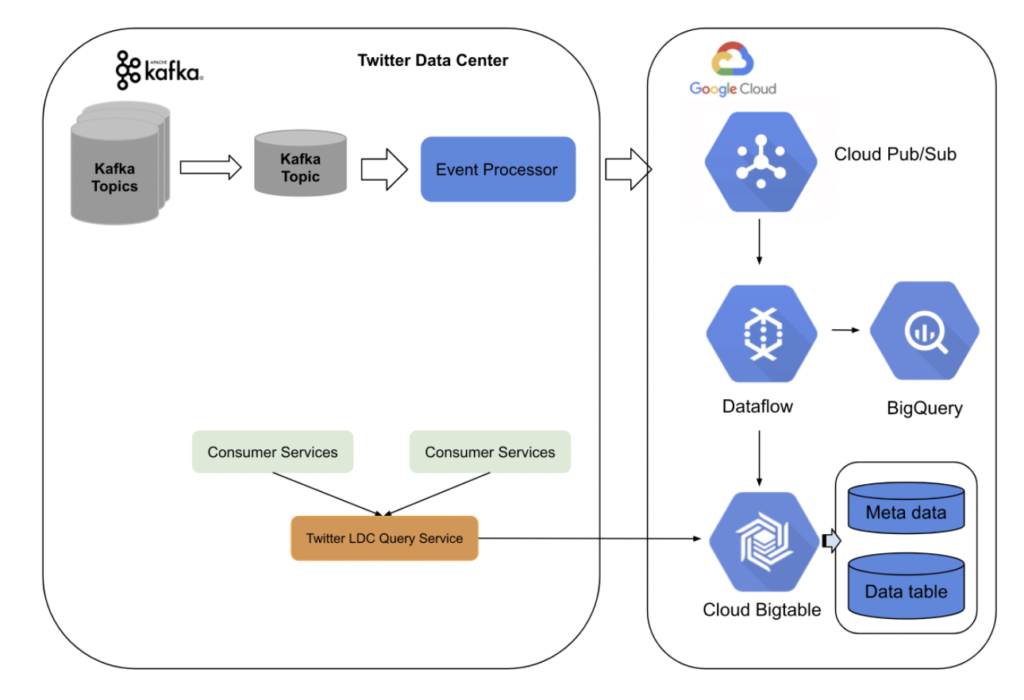 APACHE
kafka
Twitter Data Center
Google Cloud
Kafka
Topics
Kafka
Topic
Event Processor
Cloud Pub/Sub
Dataflow
BigQuery
Consumer Services
Consumer Services
Twitter LDC Query Service
Meta data
Data table
Cloud Bigtable